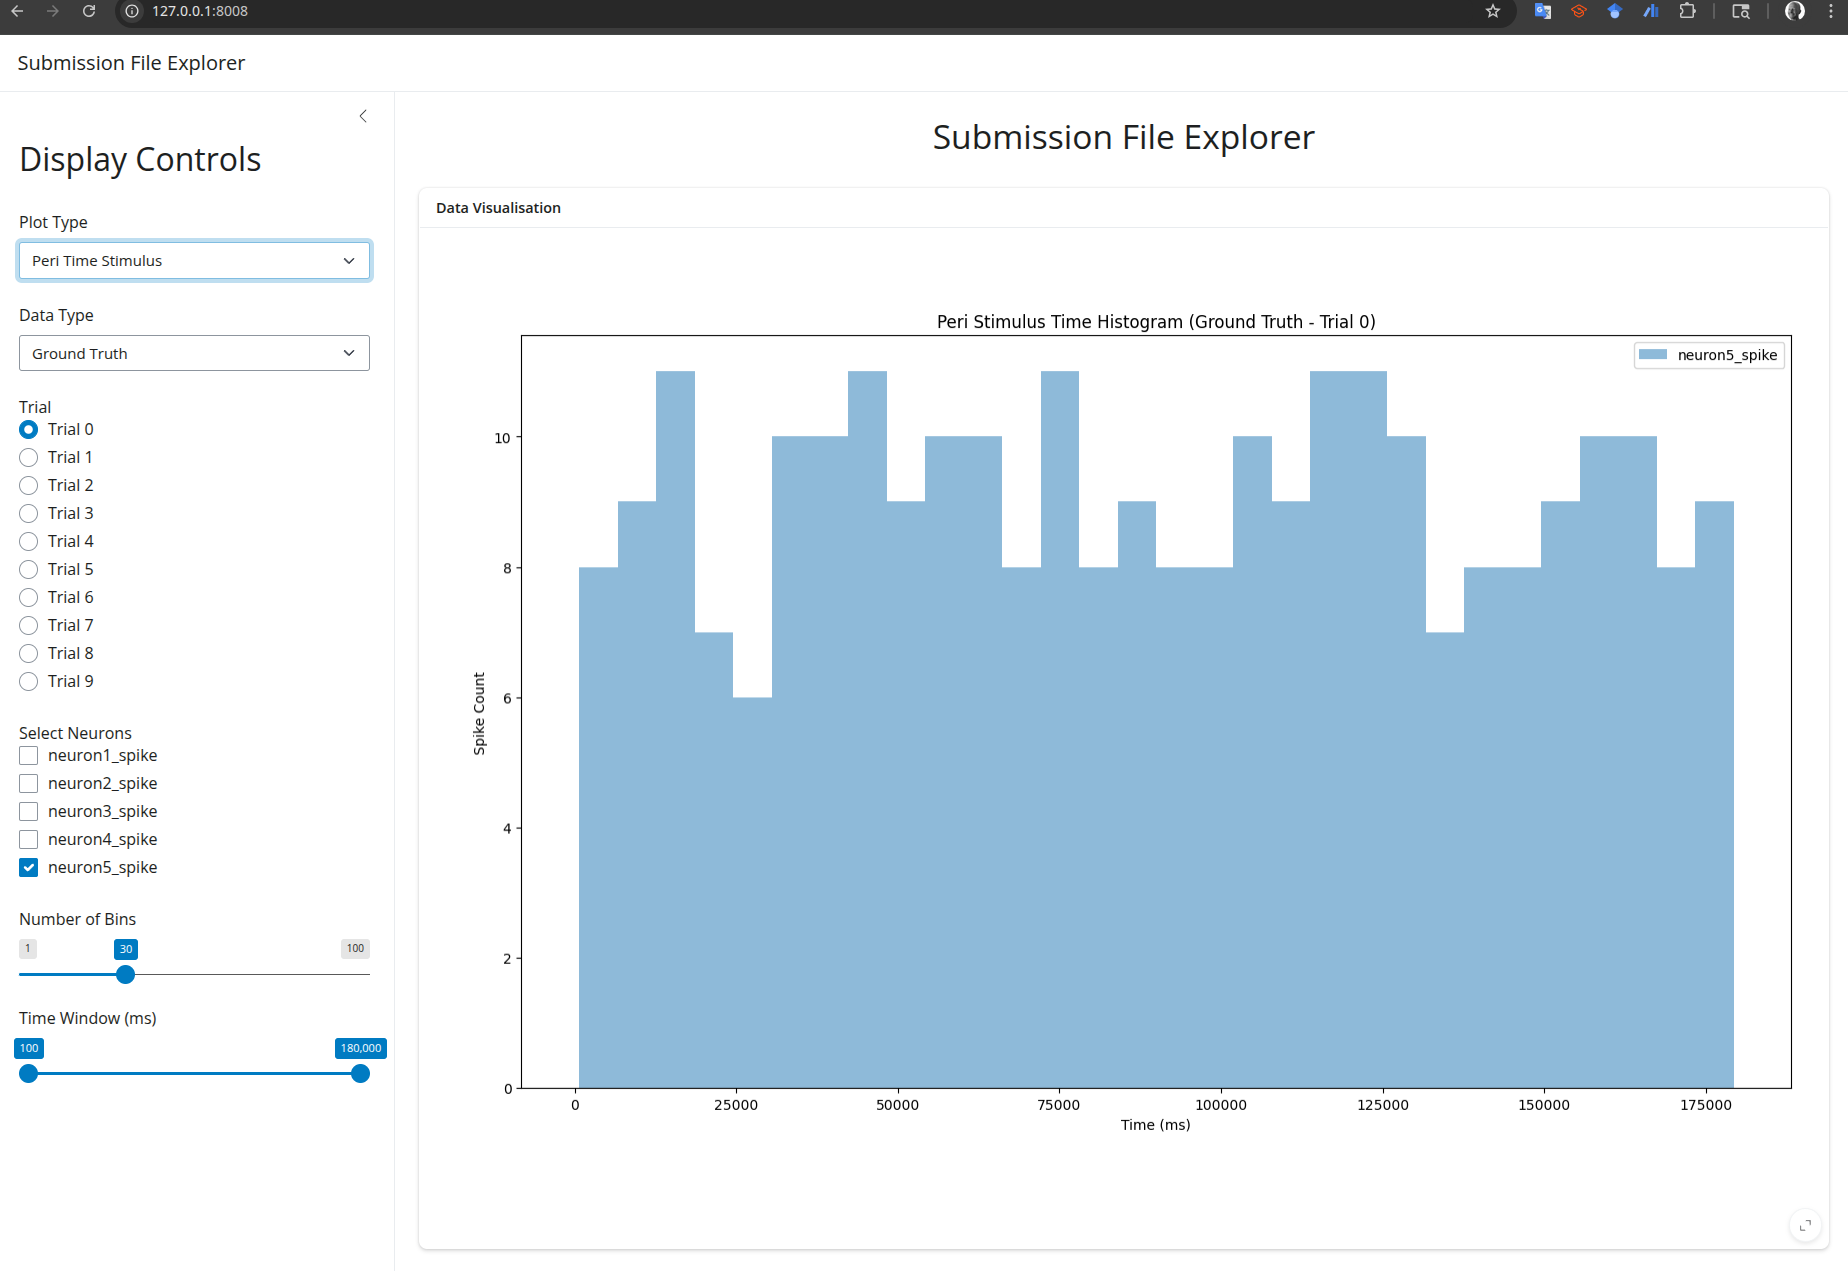 127.0.0.1:8008
Submission File Explorer
Display Controls
Plot Type
Peri Time Stimulus
Data Type
Ground Truth
Trial
Trial 0
Trial 1
Trial 2
Trial 3
Trial 4
Trial 5
Trial 6
Trial 7
Trial 8
Trial 9
Select Neurons
neuron1_spike
neuron2_spike
neuron3_spike
neuron4_spike
neuron5_spike
Number of Bins
1 30 100
Time Window (ms)
100 180,000
Submission File Explorer
Data Visualisation
Peri Stimulus Time Histogram (Ground Truth - Trial 0)
neuron5_spike
Spike Count
10
8
6
4
2
0
0 25000 50000 75000 100000 125000 150000 175000
Time (ms)